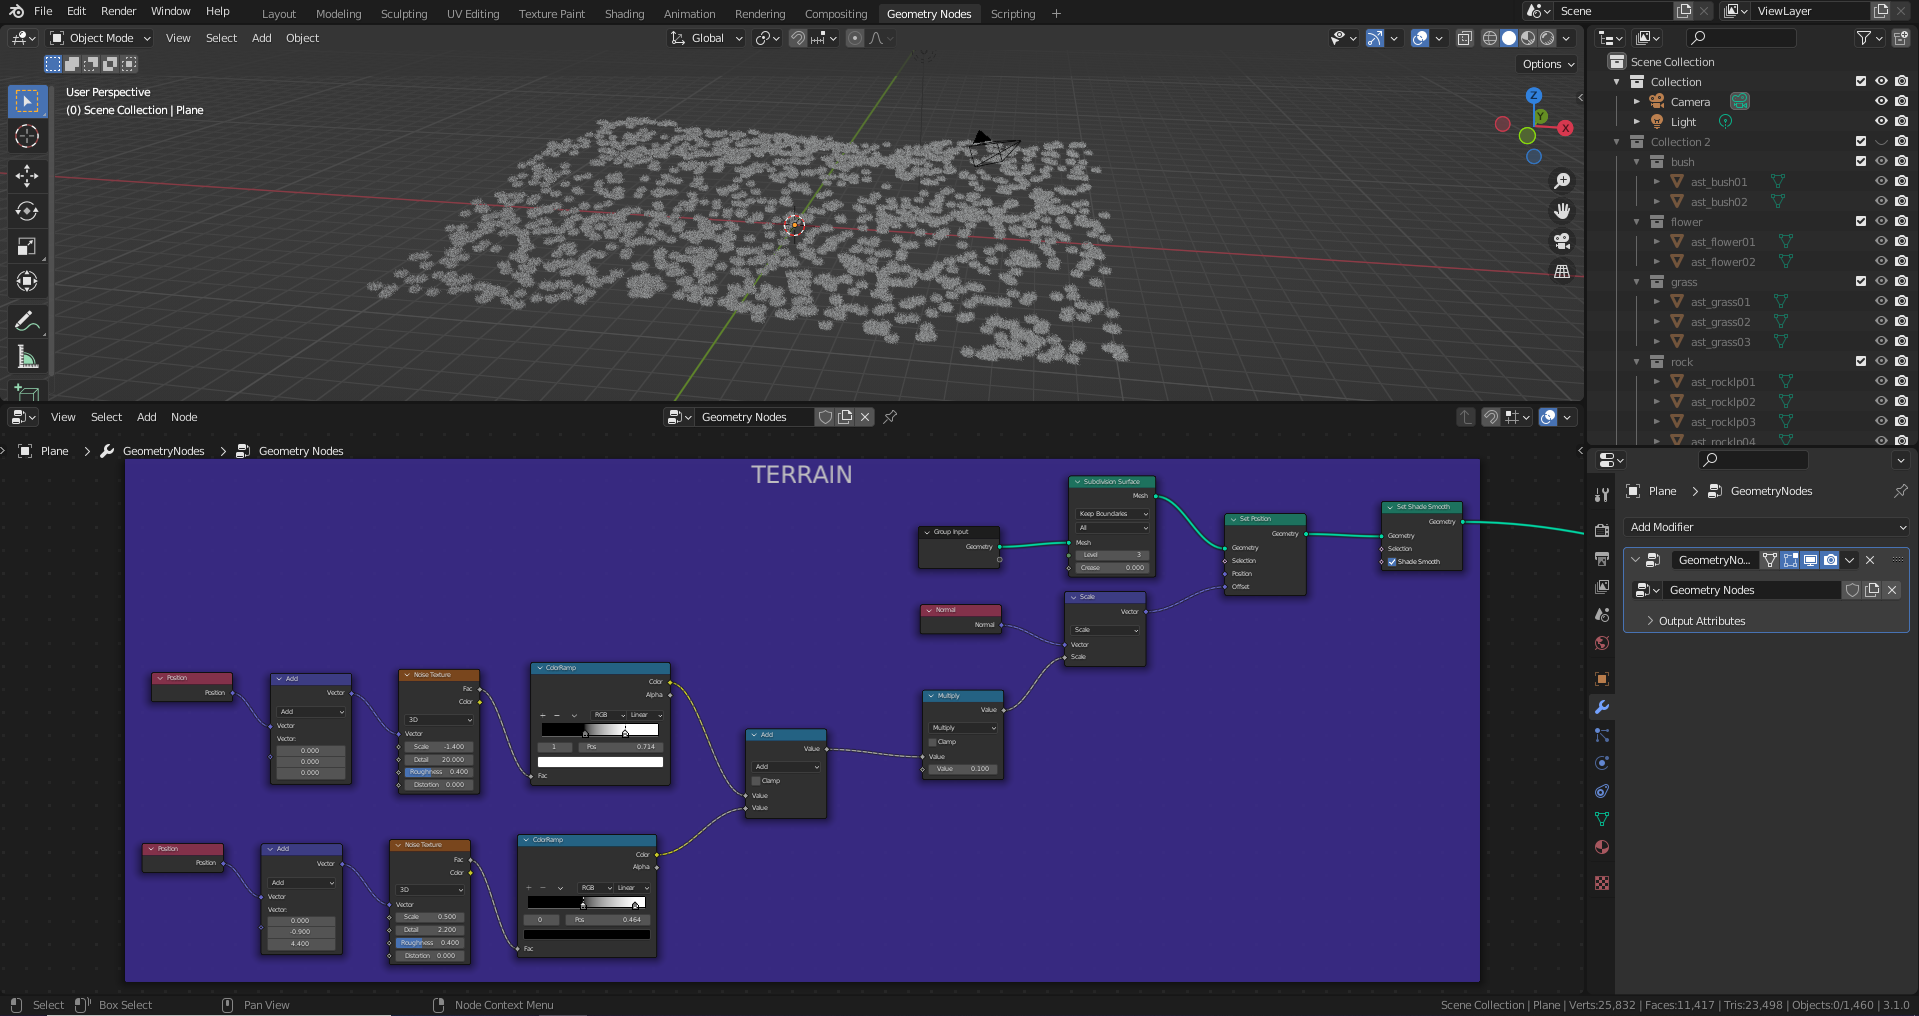 File Edit Render Window Help Layout Modeling Sculpting UV Editing Texture Paint Shading Animation Rendering Compositing Geometry Nodes Scripting + Scene ViewLayer
Object Mode View Select Add Object Global
Options
User Perspective
(0) Scene Collection | Plane
Z
Y
X
Scene Collection
Collection
Camera
Light
Collection 2
bush
ast_bush01
ast_bush02
flower
ast_flower01
ast_flower02
grass
ast_grass01
ast_grass02
ast_grass03
rock
ast_rocklp01
ast_rocklp02
ast_rocklp03
ast_rocklp04
View Select Add Node Geometry Nodes
Plane > GeometryNodes > Geometry Nodes
TERRAIN
Subdivision Surface
Mesh
Keep Boundaries
All
Mesh
Level 3
Crease 0.000
Group Input
Geometry
Set Position
Geometry
Geometry
Selection
Position
Offset
Set Shade Smooth
Geometry
Geometry
Selection
Shade Smooth
Normal
Normal
Scale
Vector
Scale
Vector
Scale
Position
Position
Add
Vector
Add
Vector
Vector:
0.000
0.000
0.000
Noise Texture
Fac
Color
3D
Vector
Scale -1.400
Detail 20.000
Roughness 0.400
Distortion 0.000
ColorRamp
Color
Alpha
+ − RGB Linear
1 Pos 0.714
Fac
Add
Value
Add
Clamp
Value
Value
Multiply
Value
Multiply
Clamp
Value
Value 0.100
Position
Position
Add
Vector
Add
Vector
Vector:
0.000
-0.900
4.400
Noise Texture
Fac
Color
3D
Vector
Scale 0.500
Detail 2.200
Roughness 0.400
Distortion 0.000
ColorRamp
Color
Alpha
+ − RGB Linear
0 Pos 0.464
Fac
Plane > GeometryNodes
Add Modifier
GeometryNo...
Geometry Nodes
> Output Attributes
Select Box Select Pan View Node Context Menu Scene Collection | Plane | Verts:25,832 | Faces:11,417 | Tris:23,498 | Objects:0/1,460 | 3.1.0